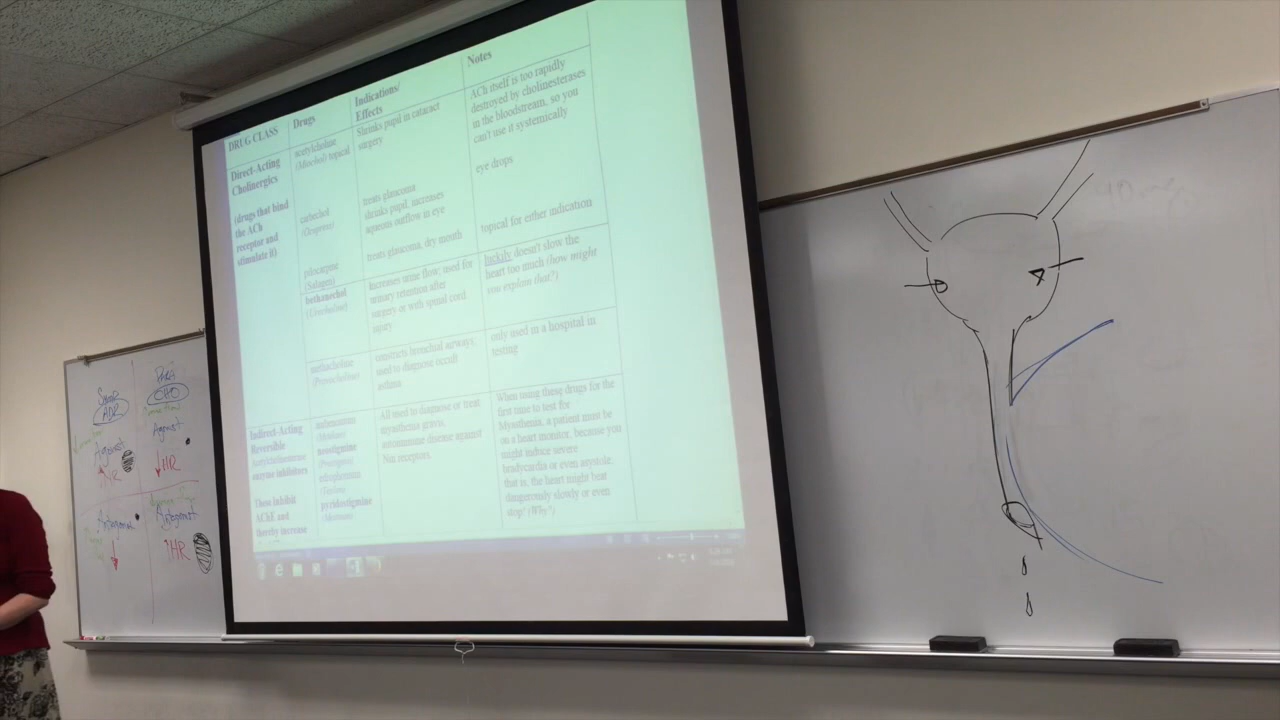 DRUG CLASS
Drugs
Indications/
Effects
Notes
Direct-Acting
Cholinergics
(drugs that bind
the ACh
receptor and
stimulate it)
acetylcholine
(Miochol) topical
Shrinks pupil in cataract
surgery
ACh itself is too rapidly
destroyed by cholinesterases
in the bloodstream, so you
can't use it systemically
eye drops
carbachol
treats glaucoma
shrinks pupil, increases
aqueous outflow in eye
pilocarpine
(Salagen)
treats glaucoma, dry mouth
topical for either indication
bethanechol
(Urecholine)
increases urine flow; used for
urinary retention after
surgery or with spinal cord
injury
luckily doesn't slow the
heart too much (how might
you explain that?)
methacholine
(Provocholine)
constricts bronchial airways,
used to diagnose occult
asthma
only used in a hospital in
testing
Indirect-Acting
Reversible
Acetylcholinesterase
enzyme inhibitors
These inhibit
AChE and
thereby increase
neostigmine
edrophonium
pyridostigmine
All used to diagnose or treat
myasthenia gravis,
autoimmune disease against
Nm receptors.
When using these drugs for the
first time to test for
Myasthenia, a patient must be
on a heart monitor, because you
might induce severe
bradycardia or even asystole,
that is, the heart might beat
dangerously slowly or even
stop! (Why?)
ADR
CHO
Agonist
Agonist
↑HR
↓HR
Antagonist
Antagonist
↓
↑HR